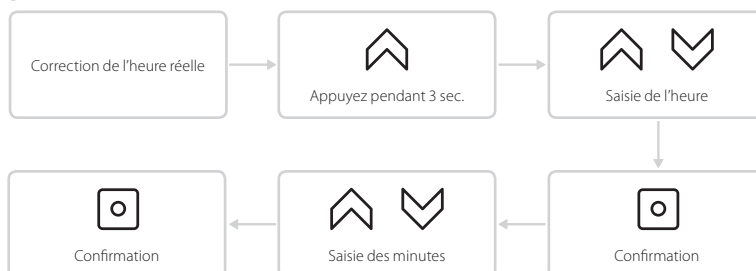 Correction de l'heure réelle
Appuyez pendant 3 sec.
Saisie de l'heure
Confirmation
Saisie des minutes
Confirmation